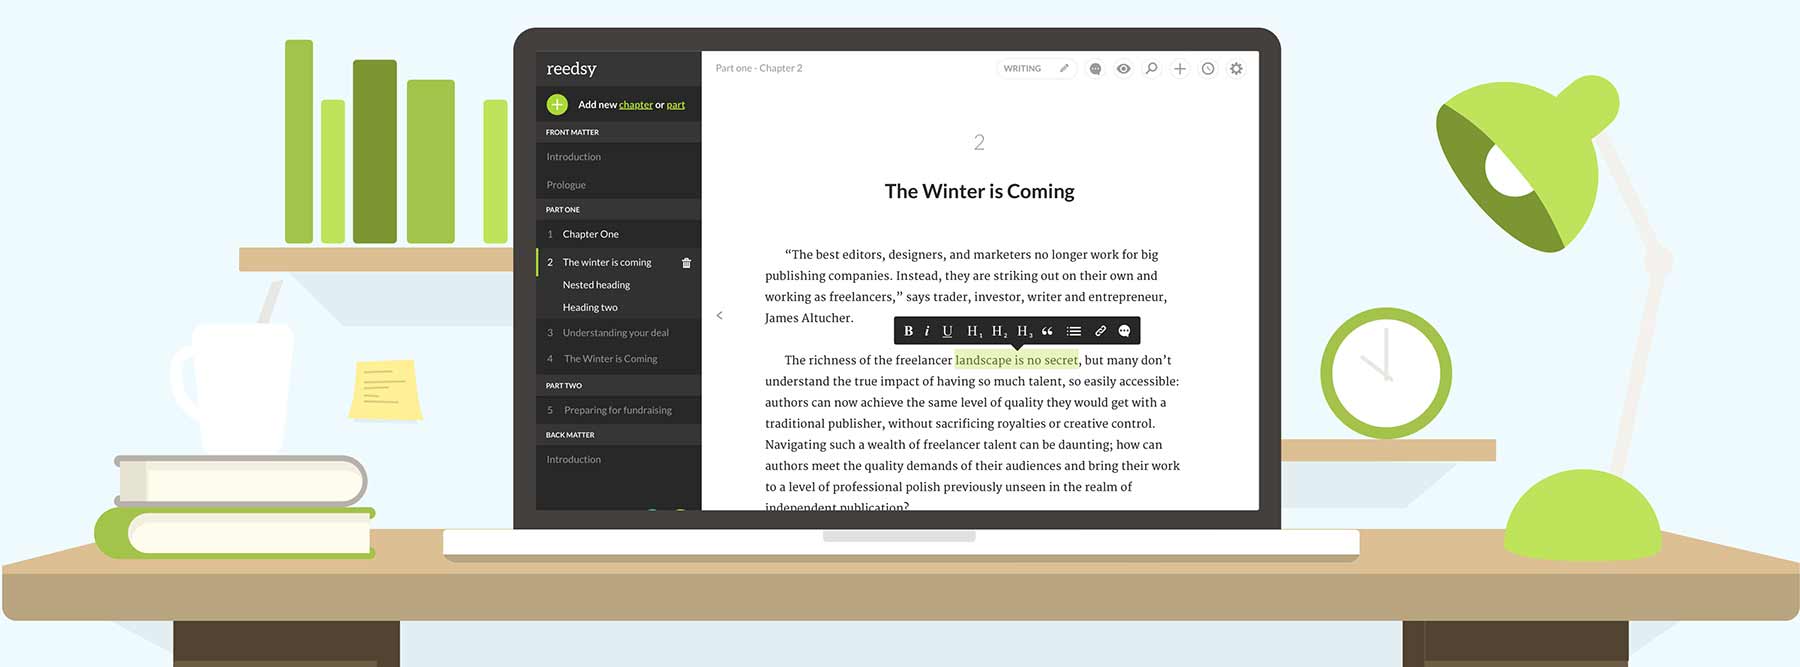 reedsy
Add new chapter or part
FRONT MATTER
Introduction
Prologue
PART ONE
1 Chapter One
2 The winter is coming
Nested heading
Heading two
3 Understanding your deal
4 The Winter is Coming
PART TWO
5 Preparing for fundraising
BACK MATTER
Introduction
Part one - Chapter 2
WRITING
2
The Winter is Coming
“The best editors, designers, and marketers no longer work for big
publishing companies. Instead, they are striking out on their own and
working as freelancers,” says trader, investor, writer and entrepreneur,
James Altucher.
B i U H1 H2 H3 “
The richness of the freelancer landscape is no secret, but many don’t
understand the true impact of having so much talent, so easily accessible:
authors can now achieve the same level of quality they would get with a
traditional publisher, without sacrificing royalties or creative control.
Navigating such a wealth of freelancer talent can be daunting; how can
authors meet the quality demands of their audiences and bring their work
to a level of professional polish previously unseen in the realm of
independent publication?